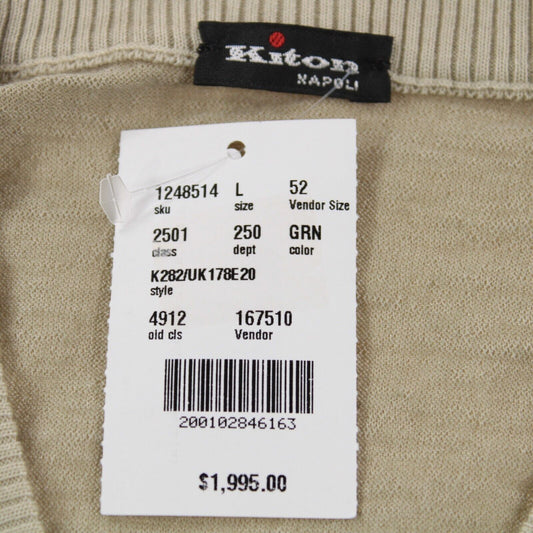 Kiton
NAPOLI
1248514 L 52
sku size Vendor Size
2501 250 GRN
class dept color
K282/UK178E20
style
4912 167510
old cls Vendor
200102846163
$1,995.00